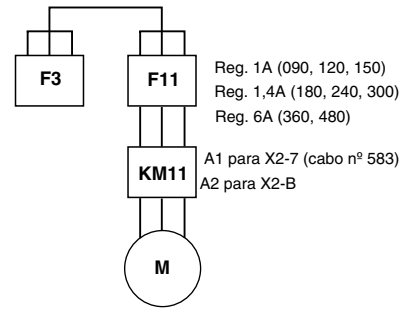 F3
F11
Reg. 1A (090, 120, 150)
Reg. 1,4A (180, 240, 300)
Reg. 6A (360, 480)
KM11
A1 para X2-7 (cabo nº 583)
A2 para X2-B
M